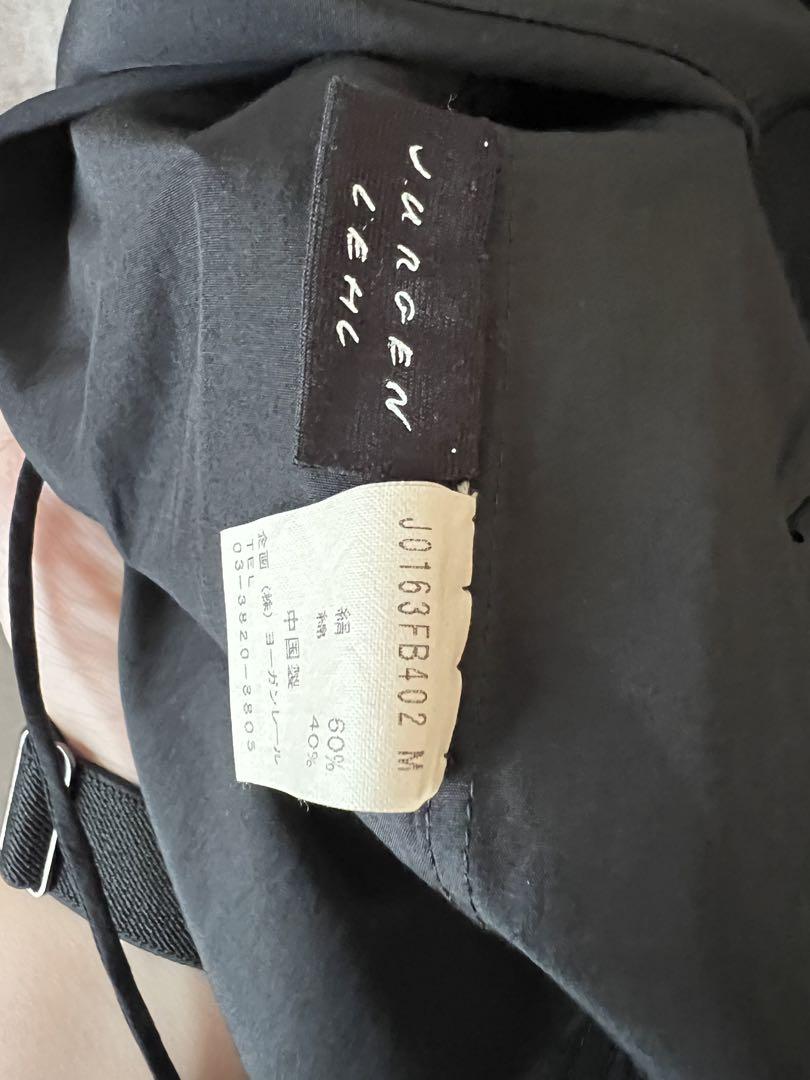 JURGEN
LEHL
J0163FB402 M
絹 60%
綿 40%
中国製
企画 (株) ヨーガンレール
TEL
03-3820-8805